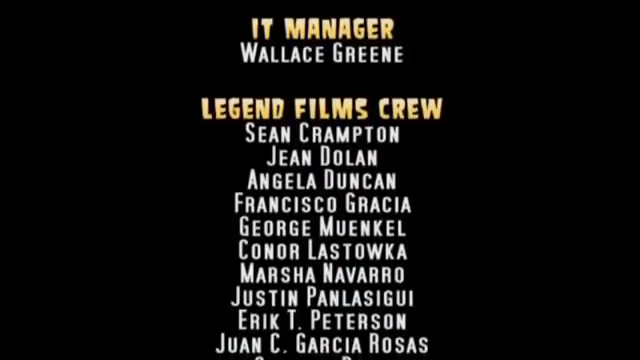 IT MANAGER
WALLACE GREENE
LEGEND FILMS CREW
SEAN CRAMPTON
JEAN DOLAN
ANGELA DUNCAN
FRANCISCO GRACIA
GEORGE MUENKEL
CONOR LASTOWKA
MARSHA NAVARRO
JUSTIN PANLASIGUI
ERIK T. PETERSON
JUAN C. GARCIA ROSAS